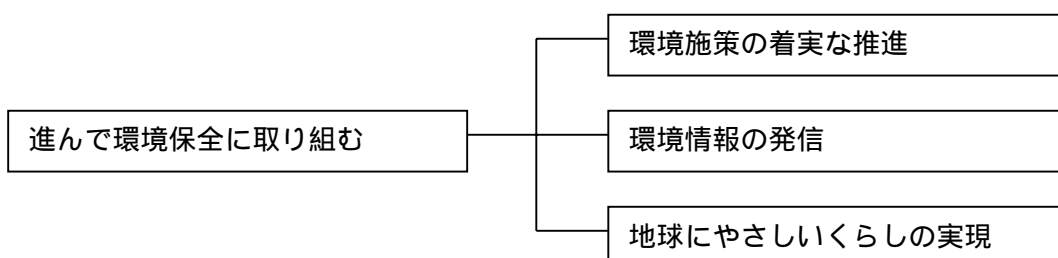 環境施策の着実な推進
進んで環境保全に取り組む
環境情報の発信
地球にやさしいくらしの実現